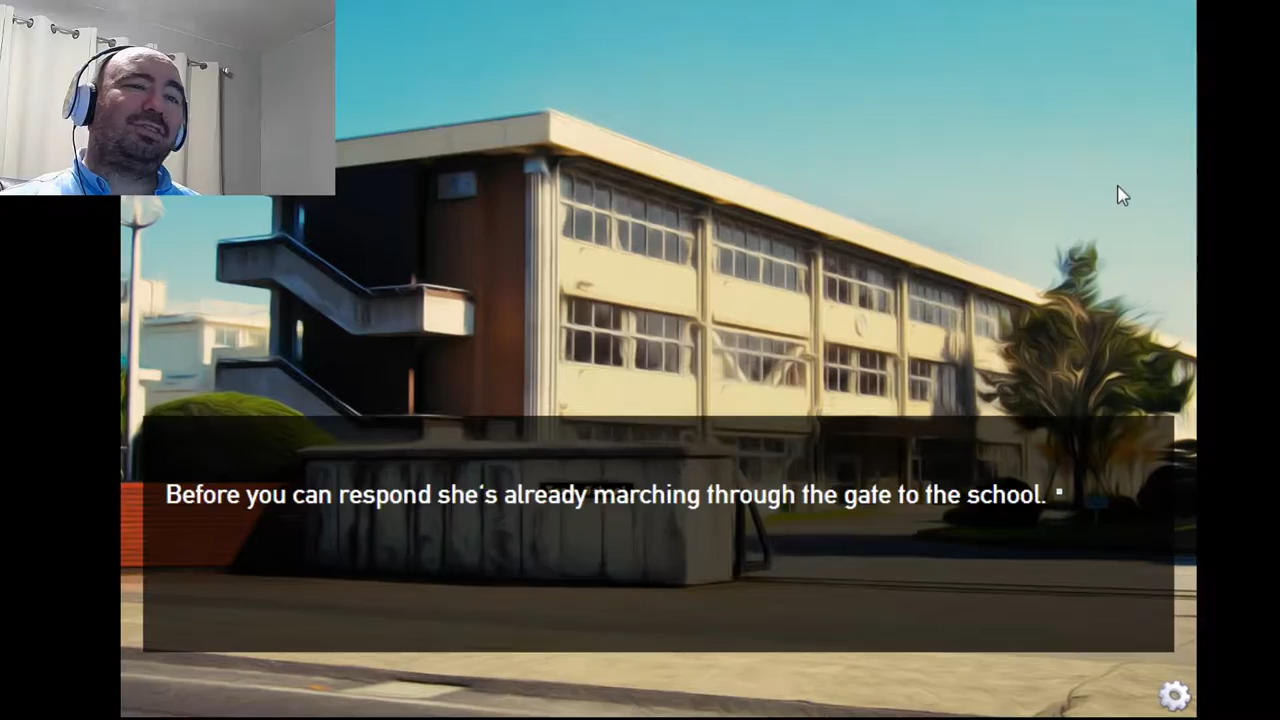 Before you can respond she's already marching through the gate to the school.